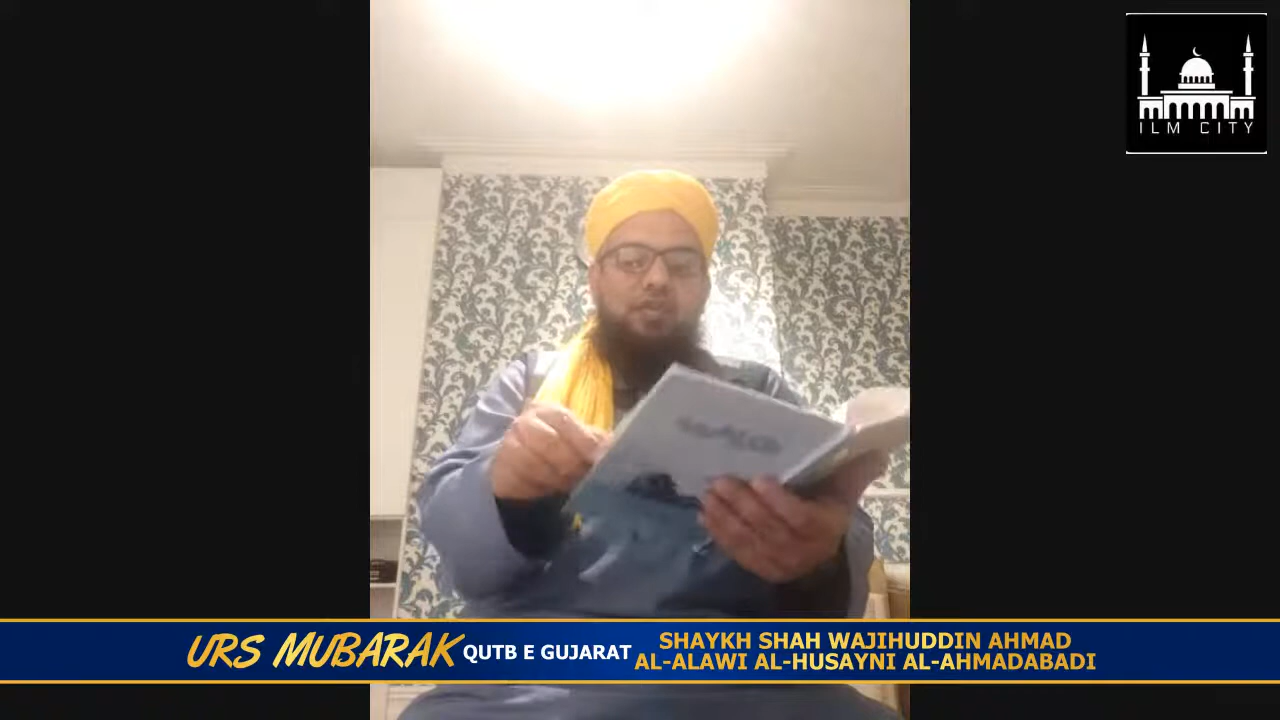 ILM CITY
URS MUBARAK
QUTB E GUJARAT
SHAYKH SHAH WAJIHUDDIN AHMAD
AL-ALAWI AL-HUSAYNI AL-AHMADABADI